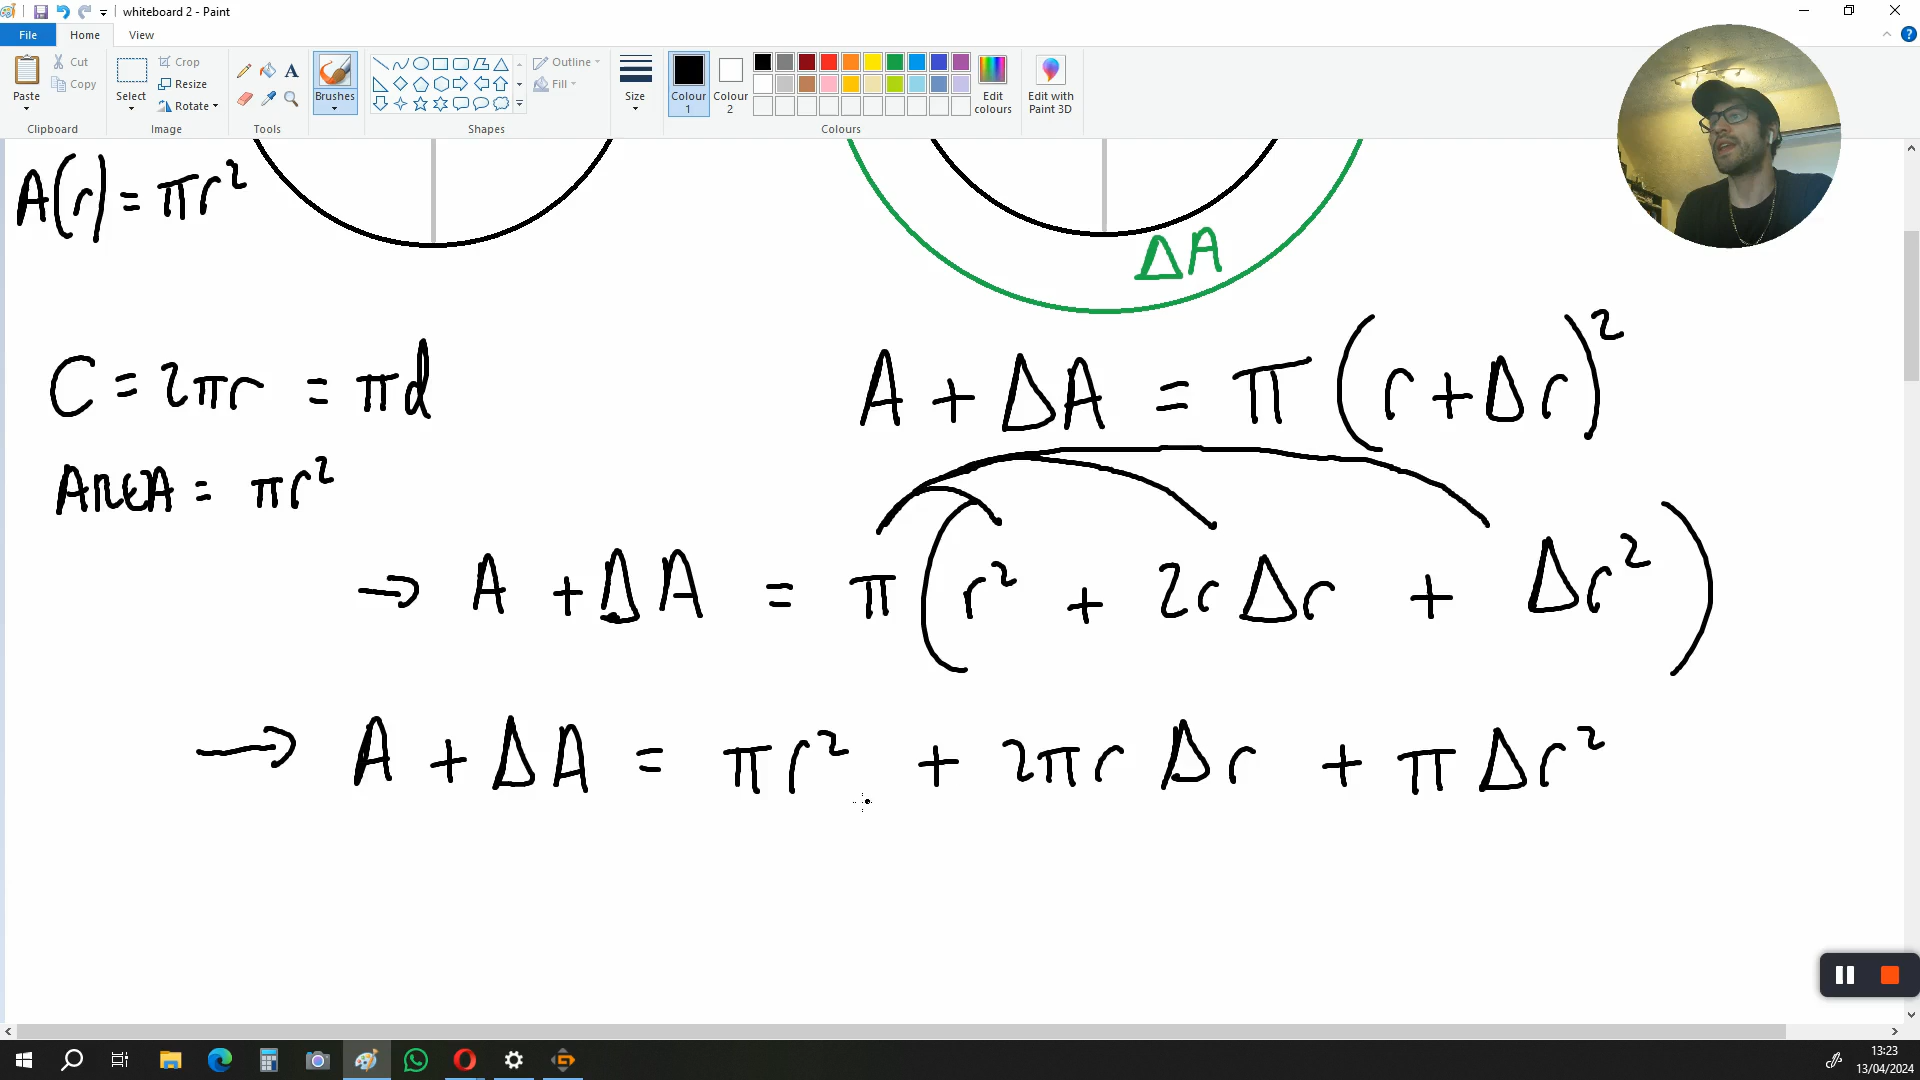 whiteboard 2 - Paint
File Home View
Paste
Cut
Copy
Clipboard
Select
Crop
Resize
Rotate
Image
Tools
Brushes
Shapes
Outline
Fill
Size
Colour 1
Colour 2
Edit colours
Colours
Edit with Paint 3D
A(r) = πr²
ΔA
C = 2πr = πd
A + ΔA = π(r + Δr)²
AREA = πr²
→ A + ΔA = π(r² + 2rΔr + Δr²)
→ A + ΔA = πr² + 2πr Δr + πΔr²
13:23
13/04/2024